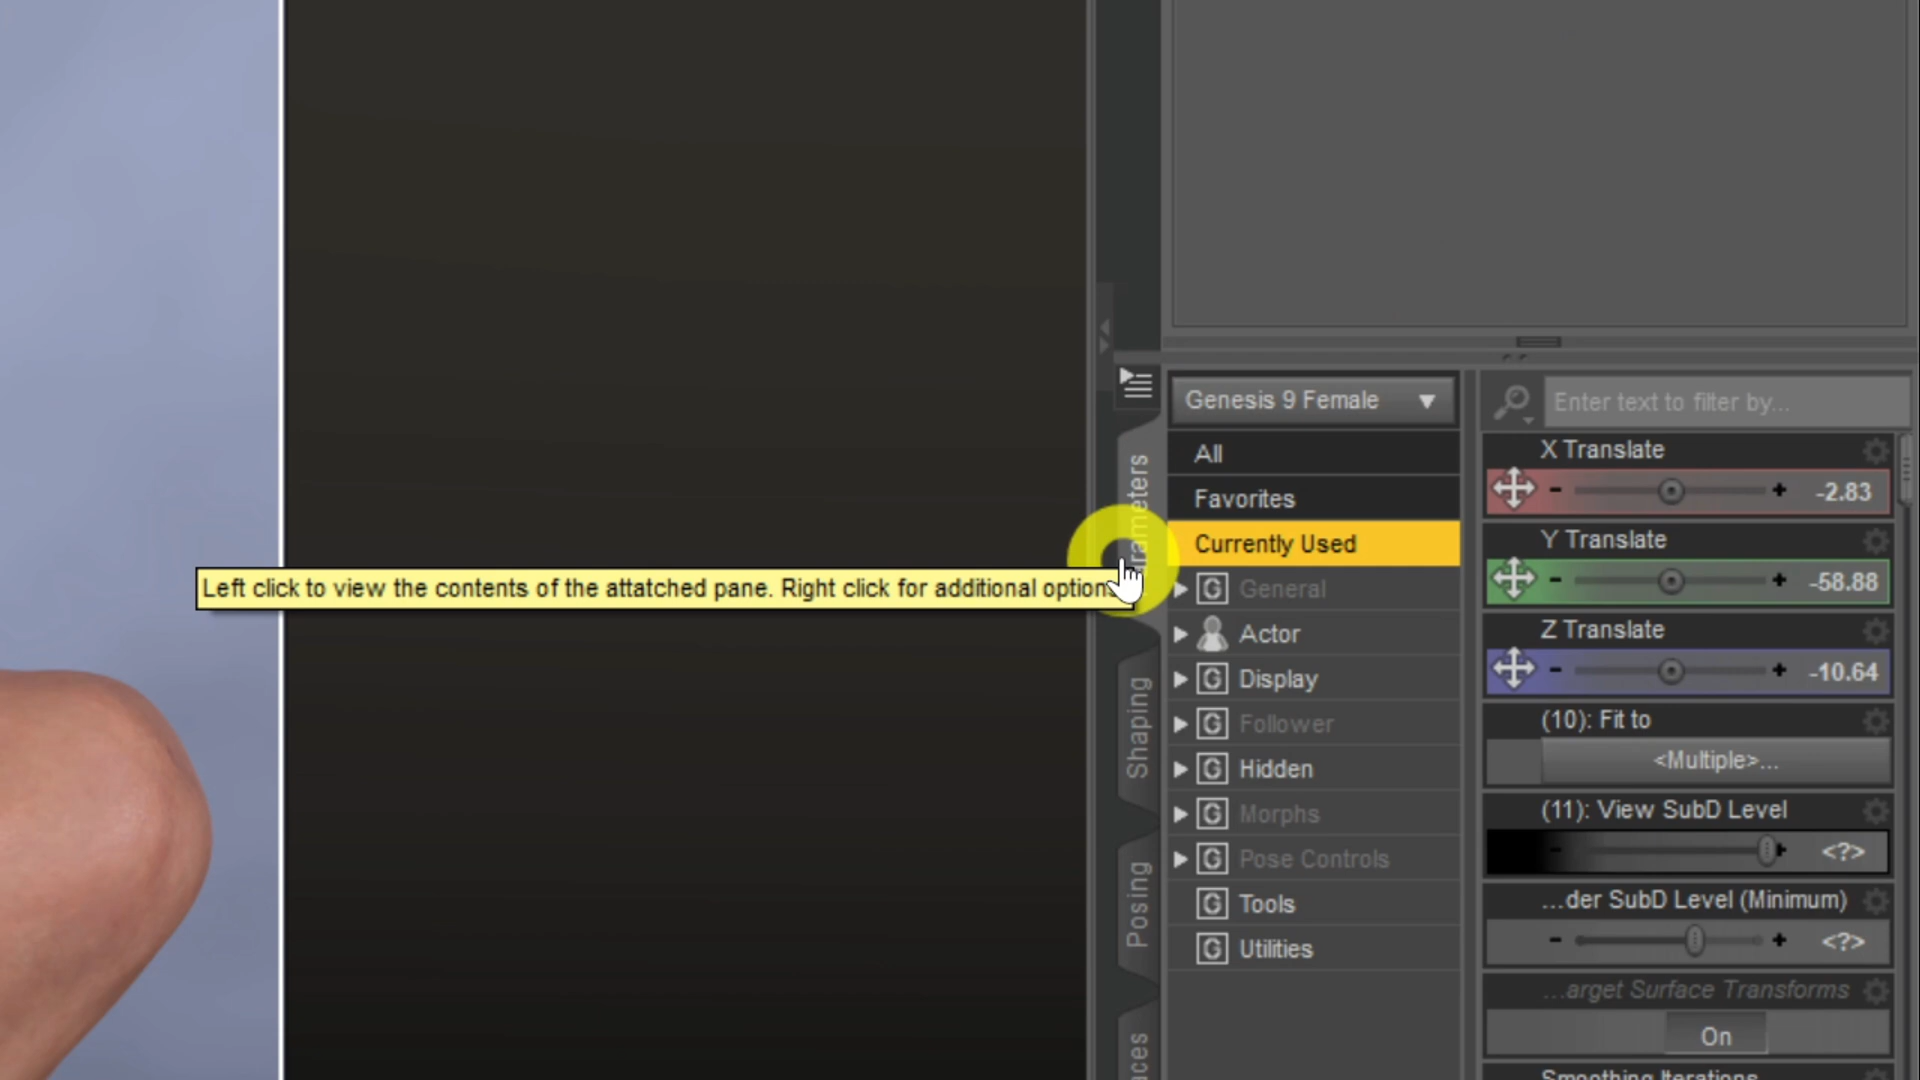 Genesis 9 Female
Enter text to filter by...
All
Favorites
Currently Used
General
Actor
Display
Follower
Hidden
Morphs
Pose Controls
Tools
Utilities
X Translate
-2.83
Y Translate
-58.88
Z Translate
-10.64
(10): Fit to
<Multiple>...
(11): View SubD Level
<?>
...der SubD Level (Minimum)
<?>
...arget Surface Transforms
On
Smoothing Iterations
Left click to view the contents of the attatched pane. Right click for additional options
Shaping
Posing